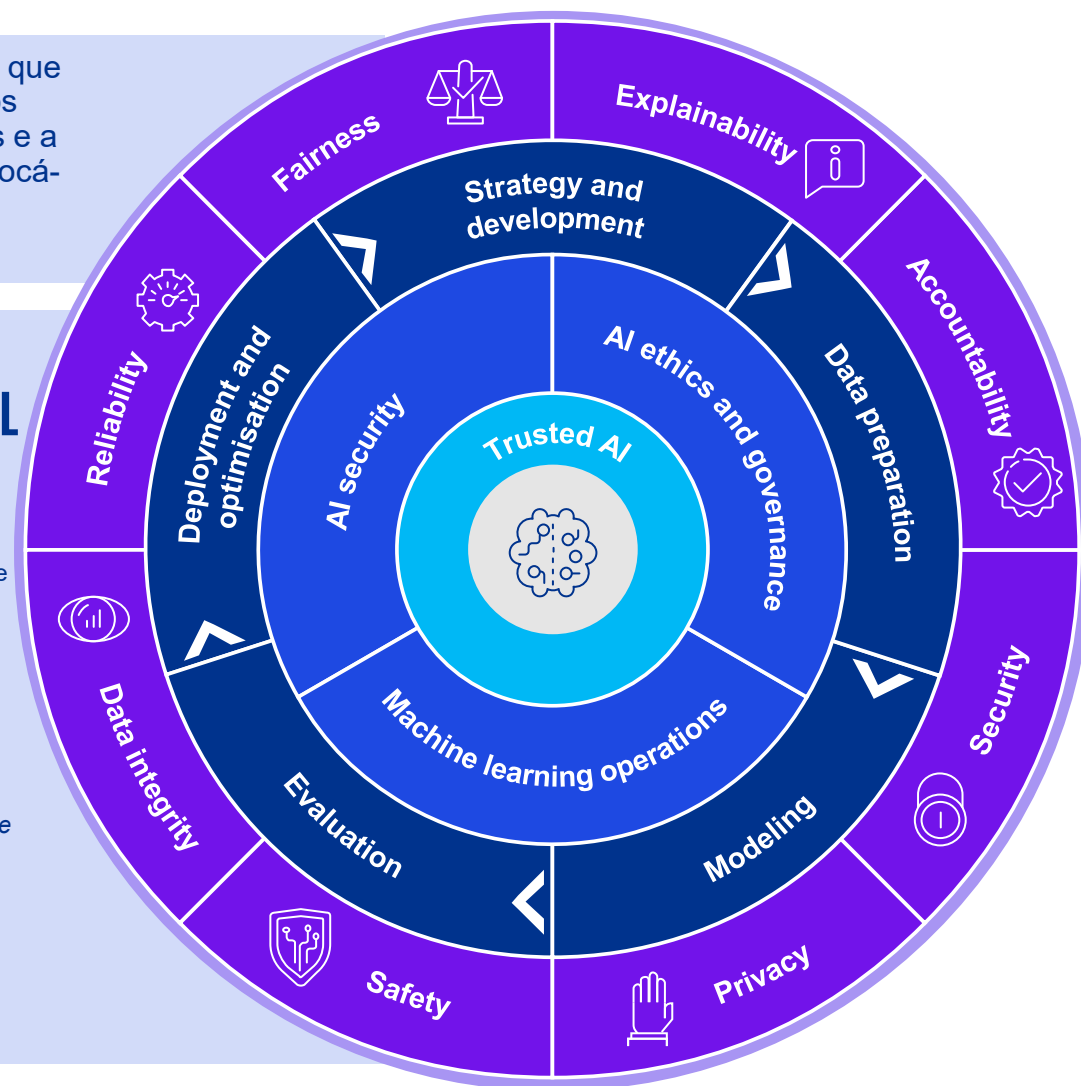 que
os
s e a
ocá-
L
e
e
Fairness
Explainability
Accountability
Security
Privacy
Safety
Data integrity
Reliability
Strategy and
development
Data preparation
Modeling
Evaluation
Deployment and
optimisation
AI security
AI ethics and governance
Machine learning operations
Trusted AI